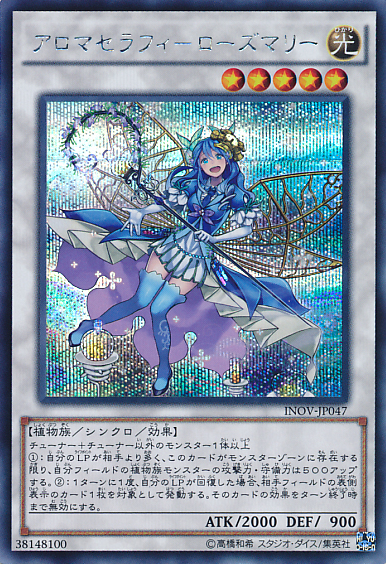 アロマセラフィーローズマリー
光
INOV-JP047
【植物族/シンクロ/効果】
チューナー+チューナー以外のモンスター1体以上
①:自分のLPが相手より多く、このカードがモンスターゾーンに存在する
限り、自分フィールドの植物族モンスターの攻撃力・守備力は500アップ
する。②:1ターンに1度、自分のLPが回復した場合、相手フィールドの表側
表示のカード1枚を対象として発動する。そのカードの効果をターン終了時
まで無効にする。
ATK/2000 DEF/ 900
38148100
©高橋和希 スタジオ・ダイス/集英社